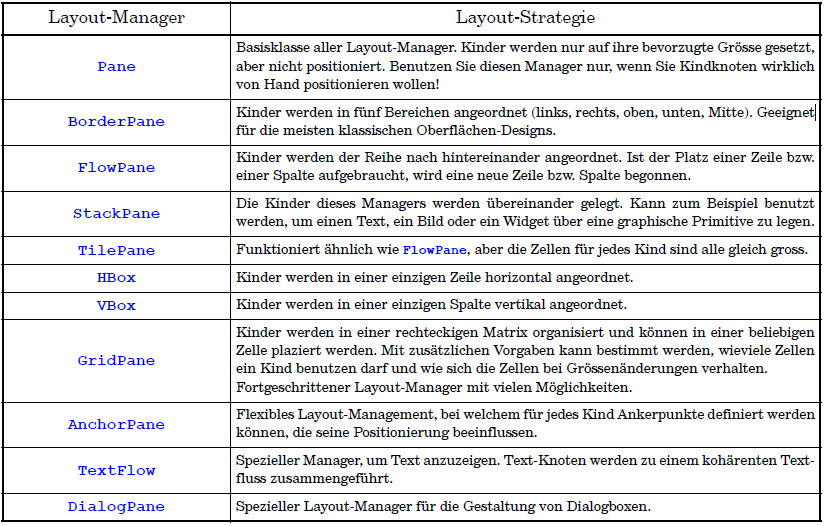 Layout-Manager Layout-Strategie
Pane
Basisklasse aller Layout-Manager. Kinder werden nur auf ihre bevorzugte Grösse gesetzt,
aber nicht positioniert. Benutzen Sie diesen Manager nur, wenn Sie Kindknoten wirklich
von Hand positionieren wollen!
BorderPane
Kinder werden in fünf Bereichen angeordnet (links, rechts, oben, unten, Mitte). Geeignet
für die meisten klassischen Oberflächen-Designs.
FlowPane
Kinder werden der Reihe nach hintereinander angeordnet. Ist der Platz einer Zeile bzw.
einer Spalte aufgebraucht, wird eine neue Zeile bzw. Spalte begonnen.
StackPane
Die Kinder dieses Managers werden übereinander gelegt. Kann zum Beispiel benutzt
werden, um einen Text, ein Bild oder ein Widget über eine graphische Primitive zu legen.
TilePane
Funktioniert ähnlich wie FlowPane, aber die Zellen für jedes Kind sind alle gleich gross.
HBox
Kinder werden in einer einzigen Zeile horizontal angeordnet.
VBox
Kinder werden in einer einzigen Spalte vertikal angeordnet.
GridPane
Kinder werden in einer rechteckigen Matrix organisiert und können in einer beliebigen
Zelle plaziert werden. Mit zusätzlichen Vorgaben kann bestimmt werden, wieviele Zellen
ein Kind benutzen darf und wie sich die Zellen bei Grössenänderungen verhalten.
Fortgeschrittener Layout-Manager mit vielen Möglichkeiten.
AnchorPane
Flexibles Layout-Management, bei welchem für jedes Kind Ankerpunkte definiert werden
können, die seine Positionierung beeinflussen.
TextFlow
Spezieller Manager, um Text anzuzeigen. Text-Knoten werden zu einem kohärenten Text-
fluss zusammengeführt.
DialogPane
Spezieller Layout-Manager für die Gestaltung von Dialogboxen.